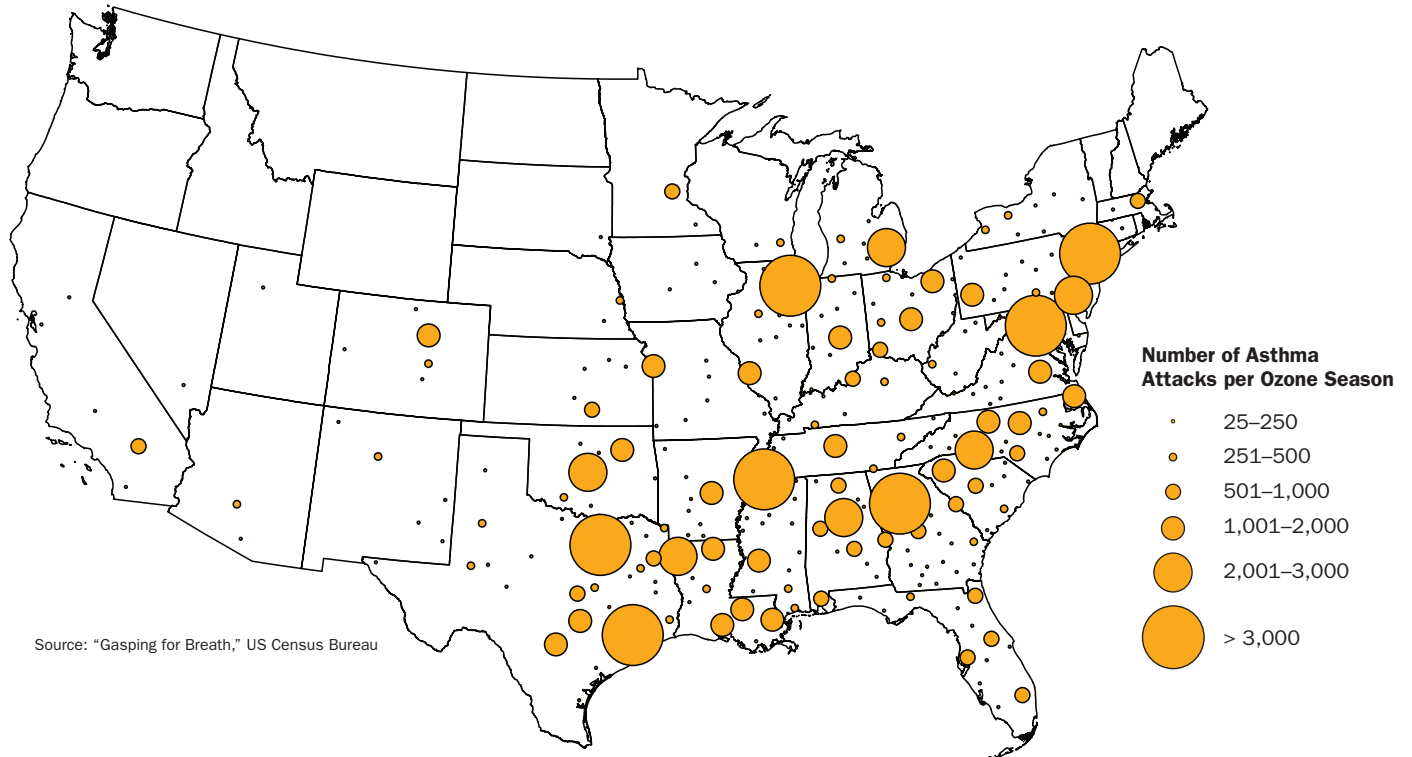 Number of Asthma
Attacks per Ozone Season
25–250
251–500
501–1,000
1,001–2,000
2,001–3,000
> 3,000
Source: “Gasping for Breath,” US Census Bureau